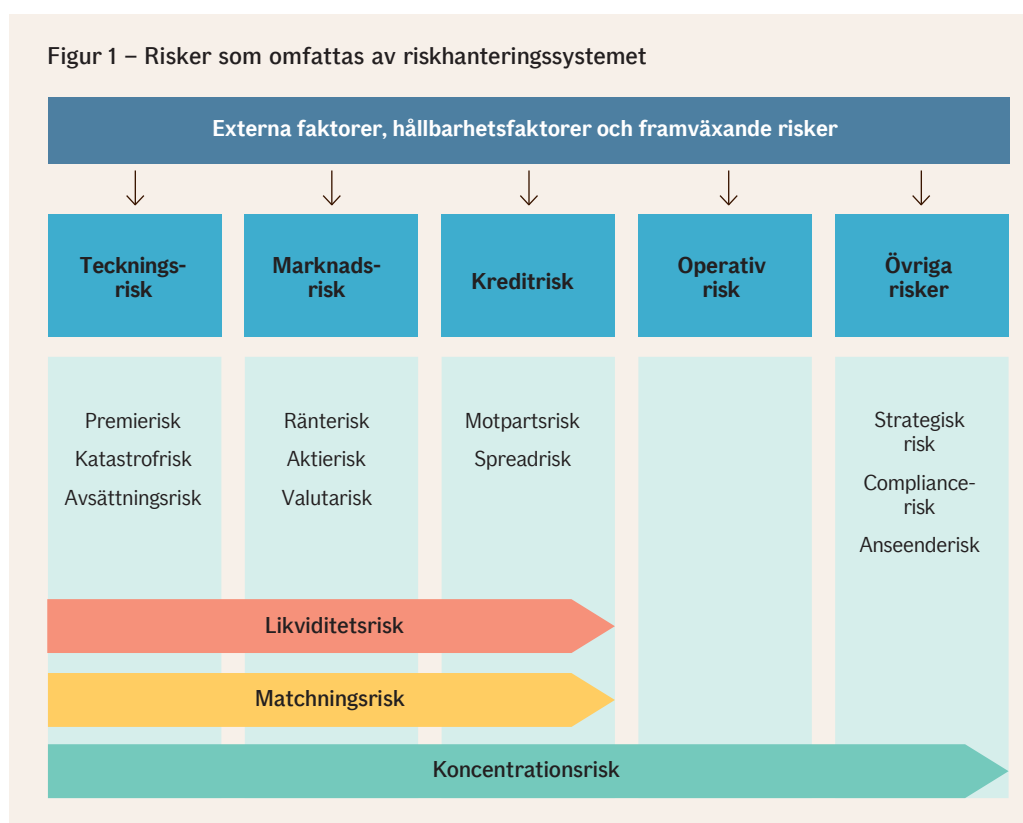 Figur 1 – Risker som omfattas av riskhanteringssystemet
Externa faktorer, hållbarhetsfaktorer och framväxande risker
Tecknings-
risk
Marknads-
risk
Kreditrisk
Operativ
risk
Övriga
risker
Premierisk
Katastrofrisk
Avsättningsrisk
Ränterisk
Aktierisk
Valutarisk
Motpartsrisk
Spreadrisk
Strategisk
risk
Compliance-
risk
Anseenderisk
Likviditetsrisk
Matchningsrisk
Koncentrationsrisk